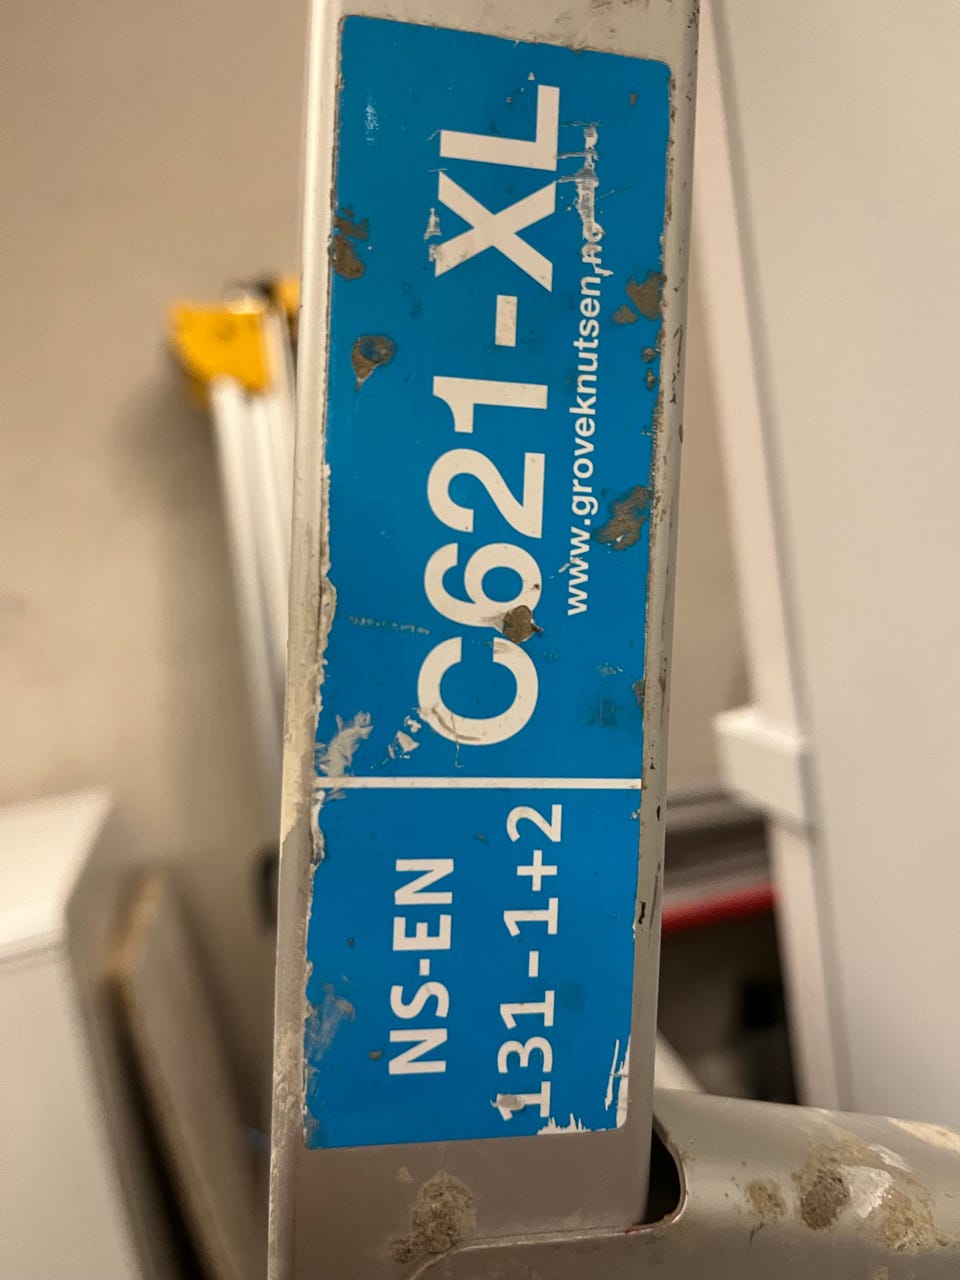 C621-XL
www.groveknutsen.no
NS-EN
131-1+2